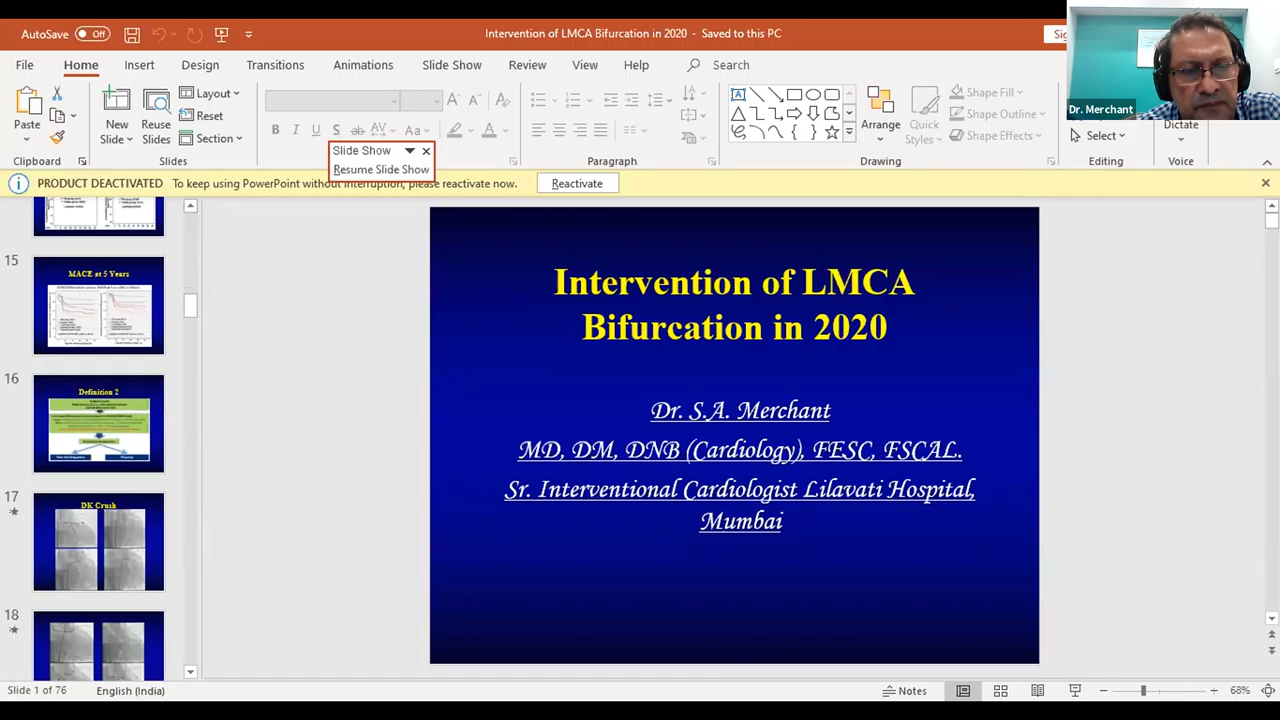 AutoSave Off
Intervention of LMCA Bifurcation in 2020 - Saved to this PC
File Home Insert Design Transitions Animations Slide Show Review View Help Search
Dr. Merchant
Paste
New Slide
Reuse Slides
Layout
Reset
Section
Arrange
Quick Styles
Shape Fill
Shape Outline
Shape Effects
Select
Dictate
Clipboard Slides Paragraph Drawing Editing Voice
Slide Show
Resume Slide Show
PRODUCT DEACTIVATED To keep using PowerPoint without interruption, please reactivate now. Reactivate
15
MACE at 5 Years
16
Definition 2
17
DK Crush
18
Intervention of LMCA
Bifurcation in 2020
Dr. S.A. Merchant
MD, DM, DNB (Cardiology), FESC, FSCAL.
Sr. Interventional Cardiologist Lilavati Hospital,
Mumbai
Slide 1 of 76 English (India) Notes 68%